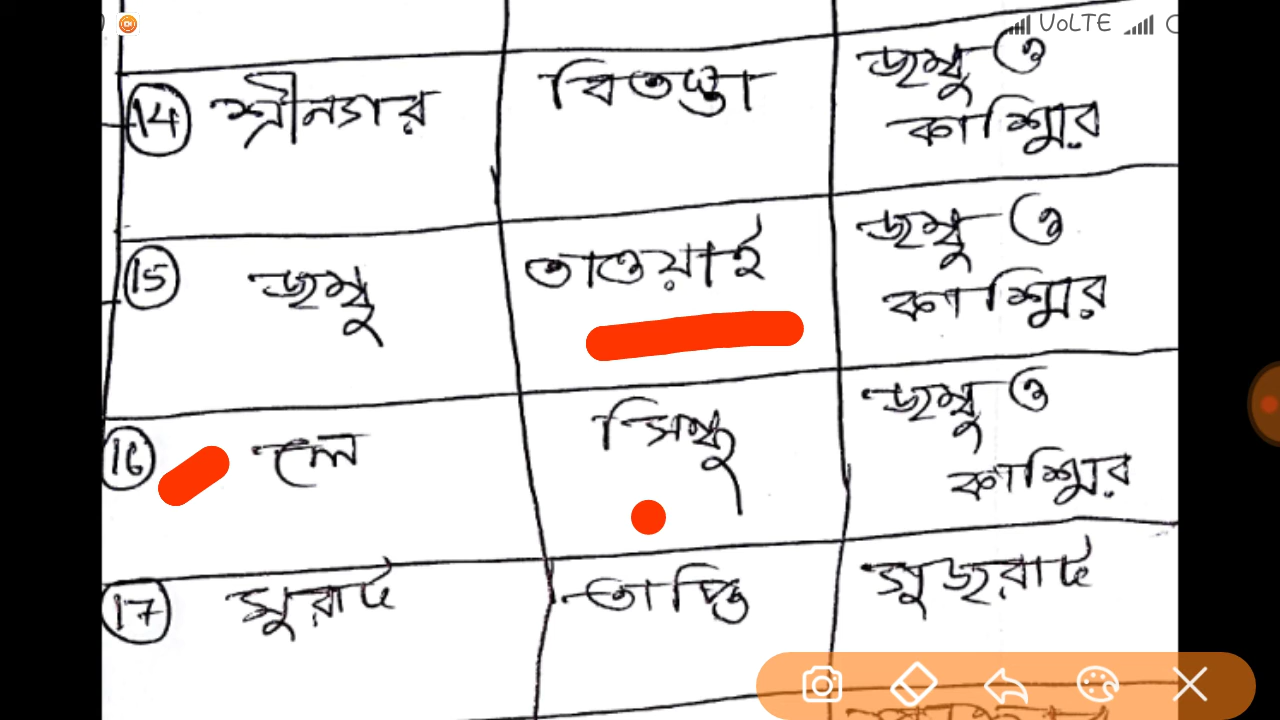 VoLTE
14 শ্রীনগর বিতস্তা জম্বু ও
কাশ্মির
15 জম্বু তাওয়াই জম্বু ও
কাশ্মির
16 লে সিন্ধু জম্বু ও
কাশ্মির
17 সুরাট তাপ্তি গুজরাট